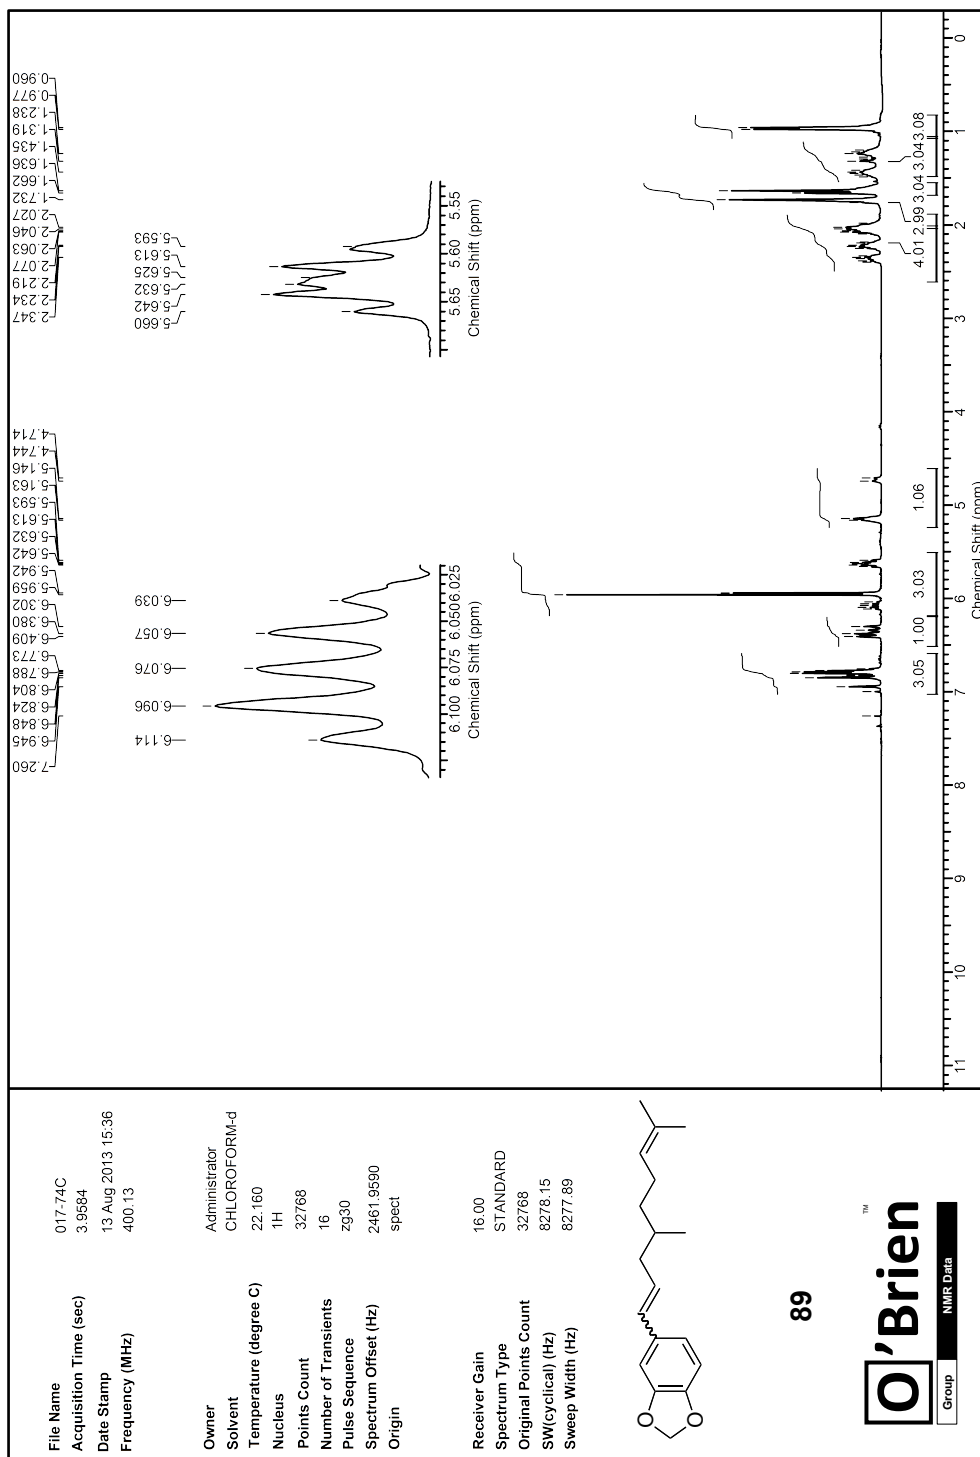 File Name 017-74C
Acquisition Time (sec) 3.9584
Date Stamp 13 Aug 2013 15:36
Frequency (MHz) 400.13
Owner Administrator
Solvent CHLOROFORM-d
Temperature (degree C) 22.160
Nucleus 1H
Points Count 32768
Number of Transients 16
Pulse Sequence zg30
Spectrum Offset (Hz) 2461.9590
Origin spect
Receiver Gain 16.00
Spectrum Type STANDARD
Original Points Count 32768
SW(cyclical) (Hz) 8278.15
Sweep Width (Hz) 8277.89
O
O
89
O'Brien ™
Group NMR Data
7.260
6.945
6.848
6.824
6.804
6.788
6.773
6.409
6.380
6.302
5.959
5.942
5.642
5.632
5.613
5.593
5.163
5.146
4.744
4.714
2.347
2.234
2.219
2.077
2.063
2.046
2.027
1.732
1.662
1.636
1.435
1.319
1.238
0.977
0.960
6.114
6.096
6.076
6.057
6.039
6.100 6.075 6.050 6.025
Chemical Shift (ppm)
5.660
5.642
5.632
5.625
5.613
5.593
5.65 5.60 5.55
Chemical Shift (ppm)
3.05 1.00 3.03 1.06 4.01 2.99 3.04 3.04 3.08
11 10 9 8 7 6 5 4 3 2 1 0
Chemical Shift (ppm)